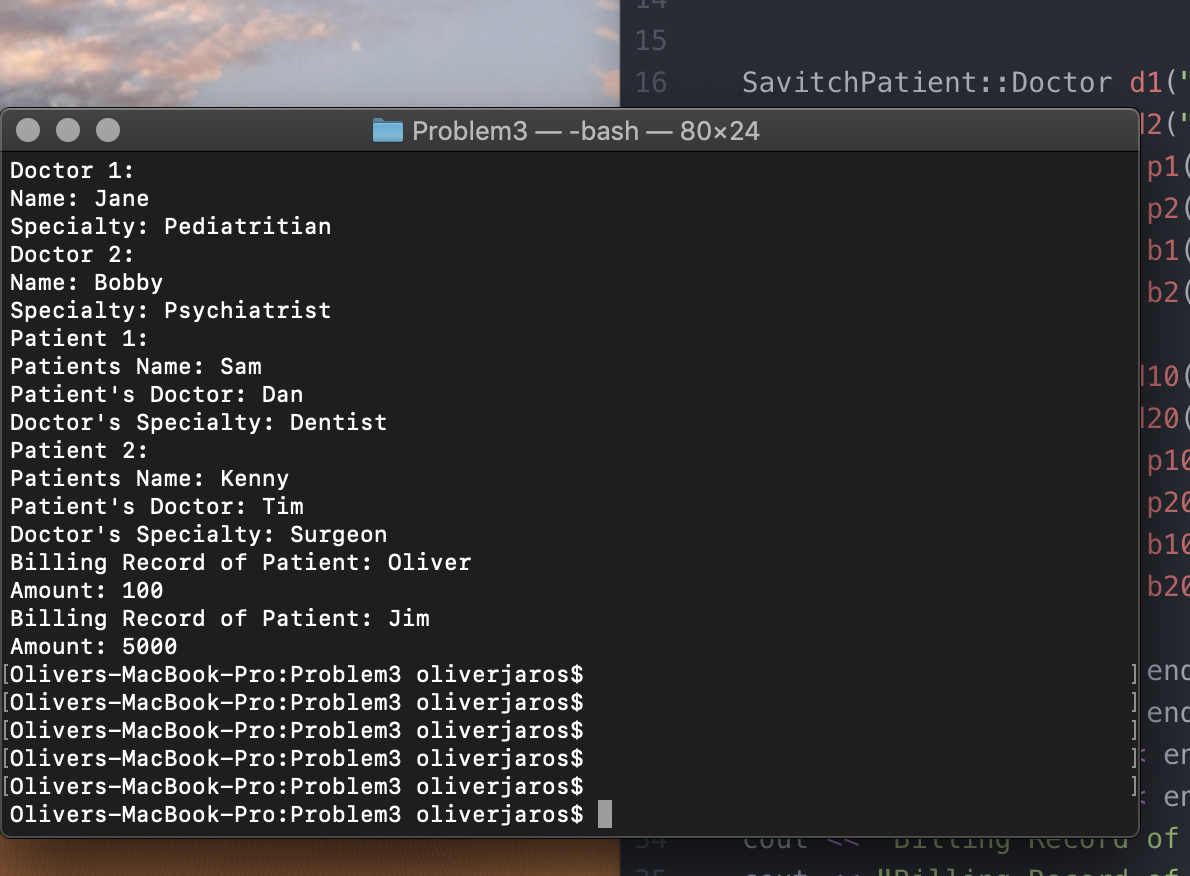 14
15
16 SavitchPatient::Doctor d1("
Problem3 — -bash — 80×24
Doctor 1:
Name: Jane
Specialty: Pediatritian
Doctor 2:
Name: Bobby
Specialty: Psychiatrist
Patient 1:
Patients Name: Sam
Patient's Doctor: Dan
Doctor's Specialty: Dentist
Patient 2:
Patients Name: Kenny
Patient's Doctor: Tim
Doctor's Specialty: Surgeon
Billing Record of Patient: Oliver
Amount: 100
Billing Record of Patient: Jim
Amount: 5000
[Olivers-MacBook-Pro:Problem3 oliverjaros$ ]
[Olivers-MacBook-Pro:Problem3 oliverjaros$ ]
[Olivers-MacBook-Pro:Problem3 oliverjaros$ ]
[Olivers-MacBook-Pro:Problem3 oliverjaros$ ]
[Olivers-MacBook-Pro:Problem3 oliverjaros$ ]
Olivers-MacBook-Pro:Problem3 oliverjaros$
d2("
p1(
p2(
b1(
b2(
d10(
d20(
p10
p20
b10
b20
end
end
< en
< en
34 cout << "Billing Record of
35 cout << "Billing Record of